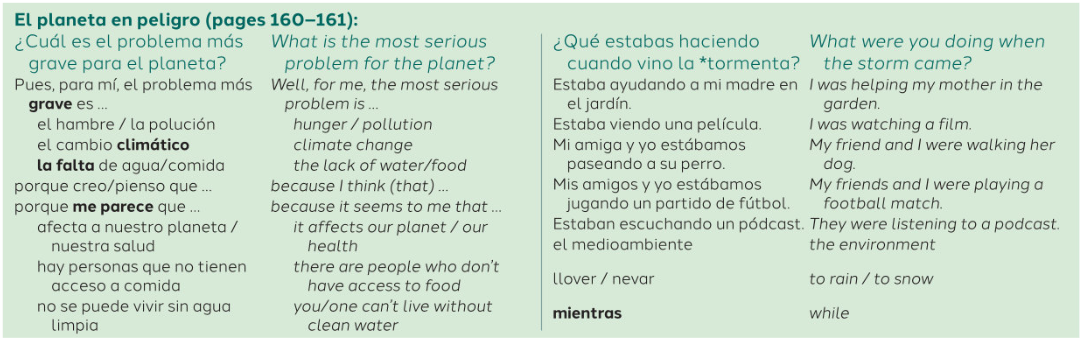 El planeta en peligro (pages 160–161):
¿Cuál es el problema más What is the most serious
grave para el planeta? problem for the planet?
Pues, para mí, el problema más Well, for me, the most serious
grave es ... problem is ...
el hambre / la polución hunger / pollution
el cambio climático climate change
la falta de agua/comida the lack of water/food
porque creo/pienso que ... because I think (that) ...
porque me parece que ... because it seems to me that ...
afecta a nuestro planeta / it affects our planet / our
nuestra salud health
hay personas que no tienen there are people who don't
acceso a comida have access to food
no se puede vivir sin agua you/one can't live without
limpia clean water
¿Qué estabas haciendo What were you doing when
cuando vino la *tormenta? the storm came?
Estaba ayudando a mi madre en I was helping my mother in the
el jardín. garden.
Estaba viendo una película. I was watching a film.
Mi amiga y yo estábamos My friend and I were walking her
paseando a su perro. dog.
Mis amigos y yo estábamos My friends and I were playing a
jugando un partido de fútbol. football match.
Estaban escuchando un pódcast. They were listening to a podcast.
el medioambiente the environment
llover / nevar to rain / to snow
mientras while